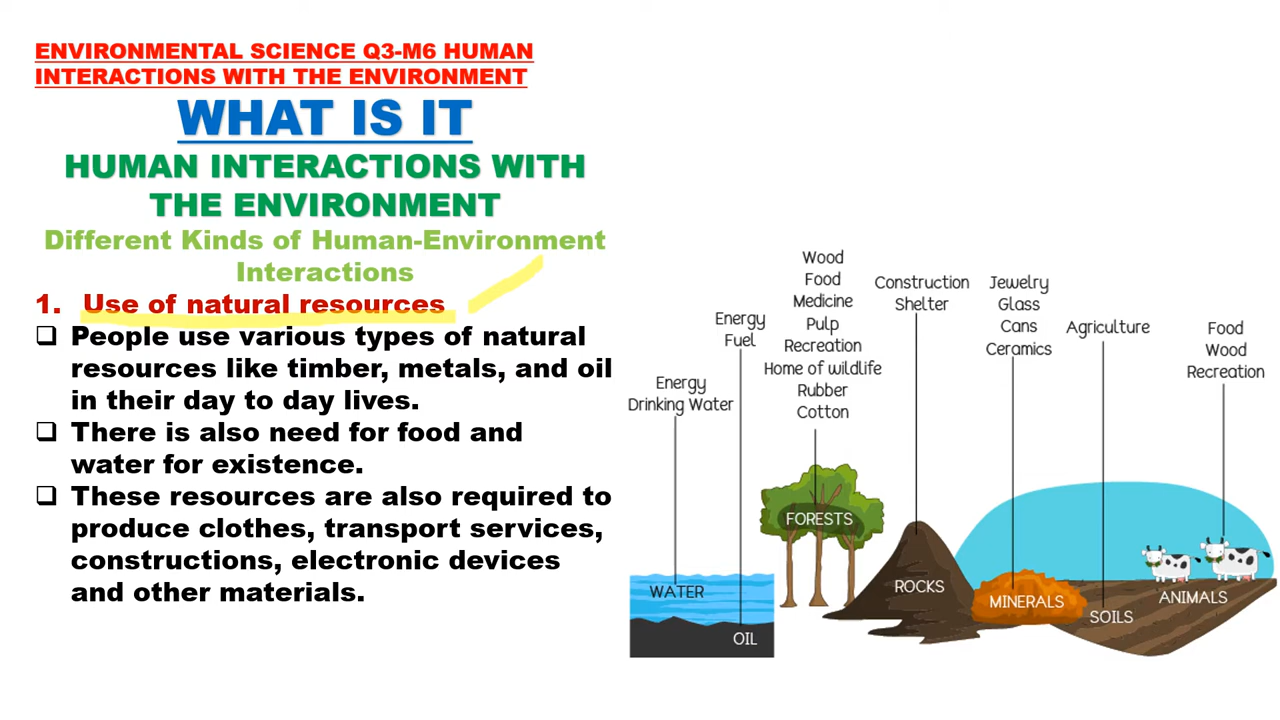 ENVIRONMENTAL SCIENCE Q3-M6 HUMAN
INTERACTIONS WITH THE ENVIRONMENT
WHAT IS IT
HUMAN INTERACTIONS WITH
THE ENVIRONMENT
Different Kinds of Human-Environment
Interactions
1. Use of natural resources
❑ People use various types of natural
resources like timber, metals, and oil
in their day to day lives.
❑ There is also need for food and
water for existence.
❑ These resources are also required to
produce clothes, transport services,
constructions, electronic devices
and other materials.
Energy
Drinking Water
Energy
Fuel
Wood
Food
Medicine
Pulp
Recreation
Home of wildlife
Rubber
Cotton
Construction
Shelter
Jewelry
Glass
Cans
Ceramics
Agriculture
Food
Wood
Recreation
WATER
OIL
FORESTS
ROCKS
MINERALS
SOILS
ANIMALS